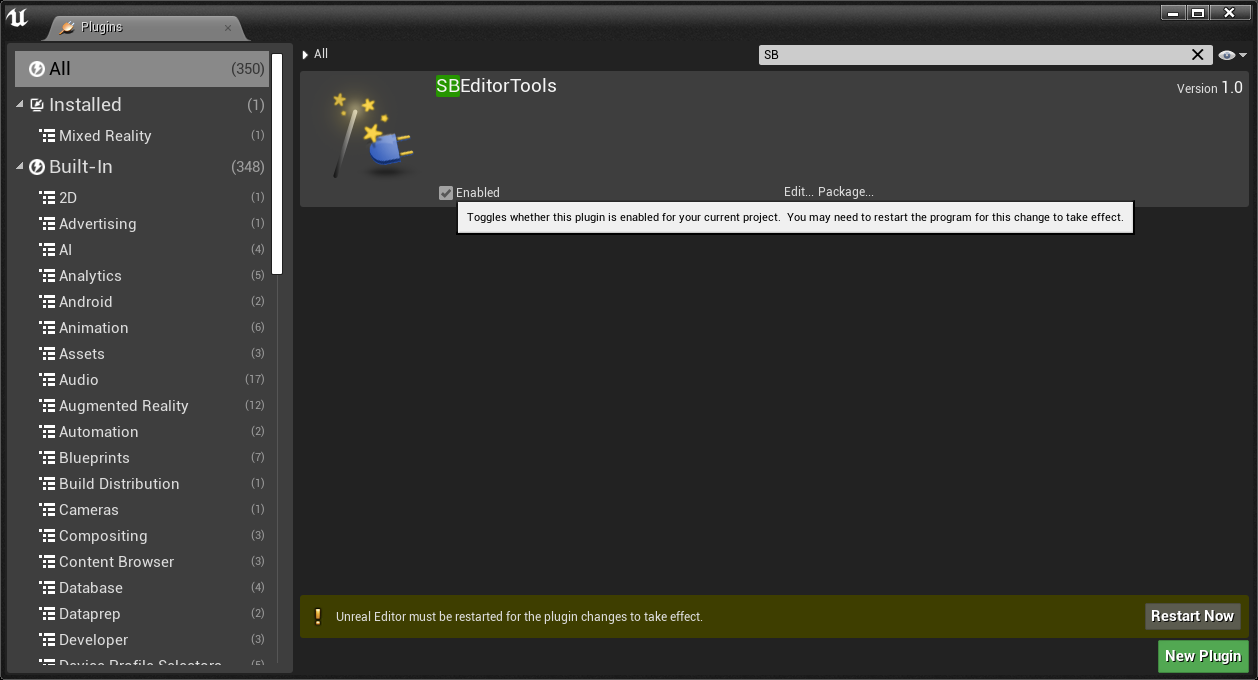 Plugins
All (350)
Installed (1)
Mixed Reality (1)
Built-In (348)
2D (1)
Advertising (1)
AI (4)
Analytics (5)
Android (2)
Animation (6)
Assets (3)
Audio (17)
Augmented Reality (12)
Automation (2)
Blueprints (7)
Build Distribution (1)
Cameras (1)
Compositing (3)
Content Browser (3)
Database (4)
Dataprep (2)
Developer (3)
Device Profile Selectors (5)
All
SB
SBEditorTools
Version 1.0
Enabled
Edit... Package...
Toggles whether this plugin is enabled for your current project.  You may need to restart the program for this change to take effect.
Unreal Editor must be restarted for the plugin changes to take effect.
Restart Now
New Plugin